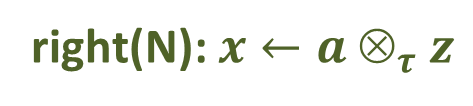 right(N): x ← a ⊗τ z